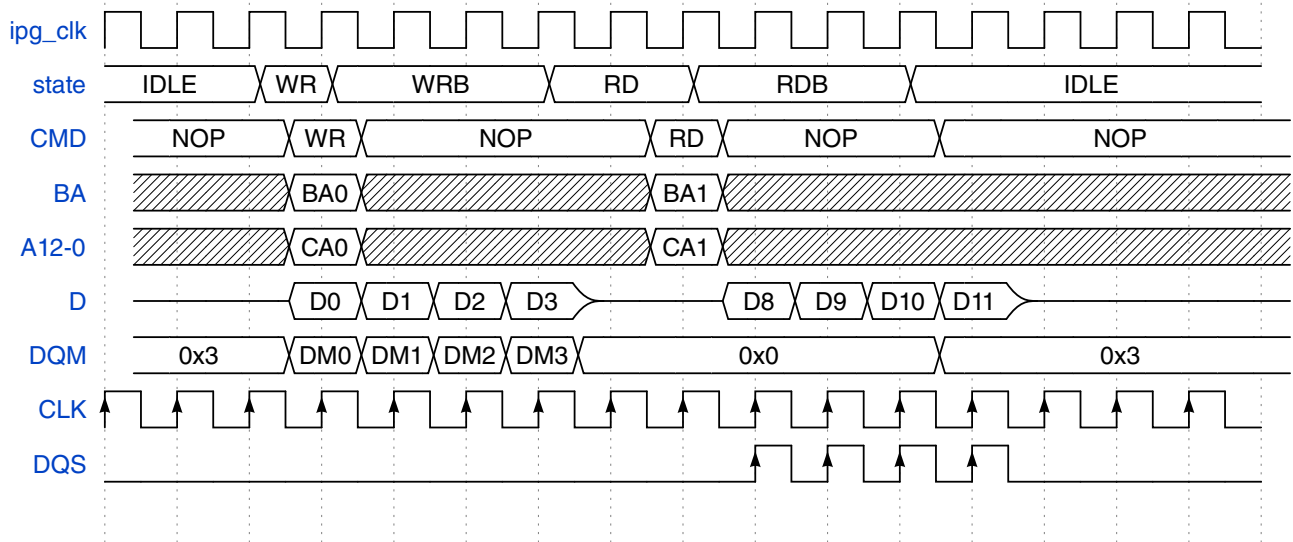 ipg_clk
state IDLE WR WRB RD RDB IDLE
CMD NOP WR NOP RD NOP NOP
BA BA0 BA1
A12-0 CA0 CA1
D D0 D1 D2 D3 D8 D9 D10 D11
DQM 0x3 DM0 DM1 DM2 DM3 0x0 0x3
CLK
DQS